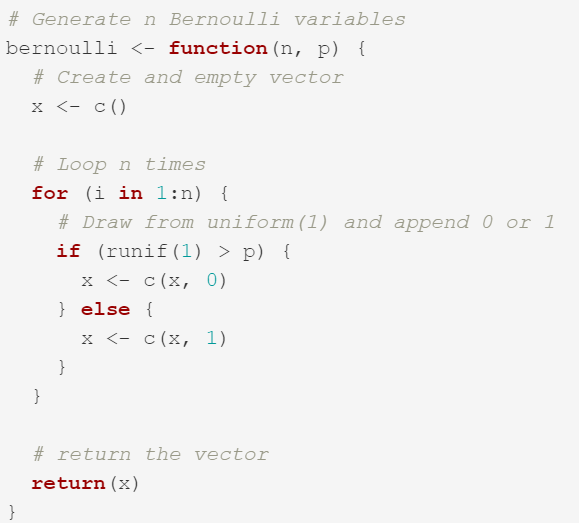 # Generate n Bernoulli variables
bernoulli <- function(n, p) {
  # Create and empty vector
  x <- c()

  # Loop n times
  for (i in 1:n) {
    # Draw from uniform(1) and append 0 or 1
    if (runif(1) > p) {
      x <- c(x, 0)
    } else {
      x <- c(x, 1)
    }
  }

  # return the vector
  return(x)
}